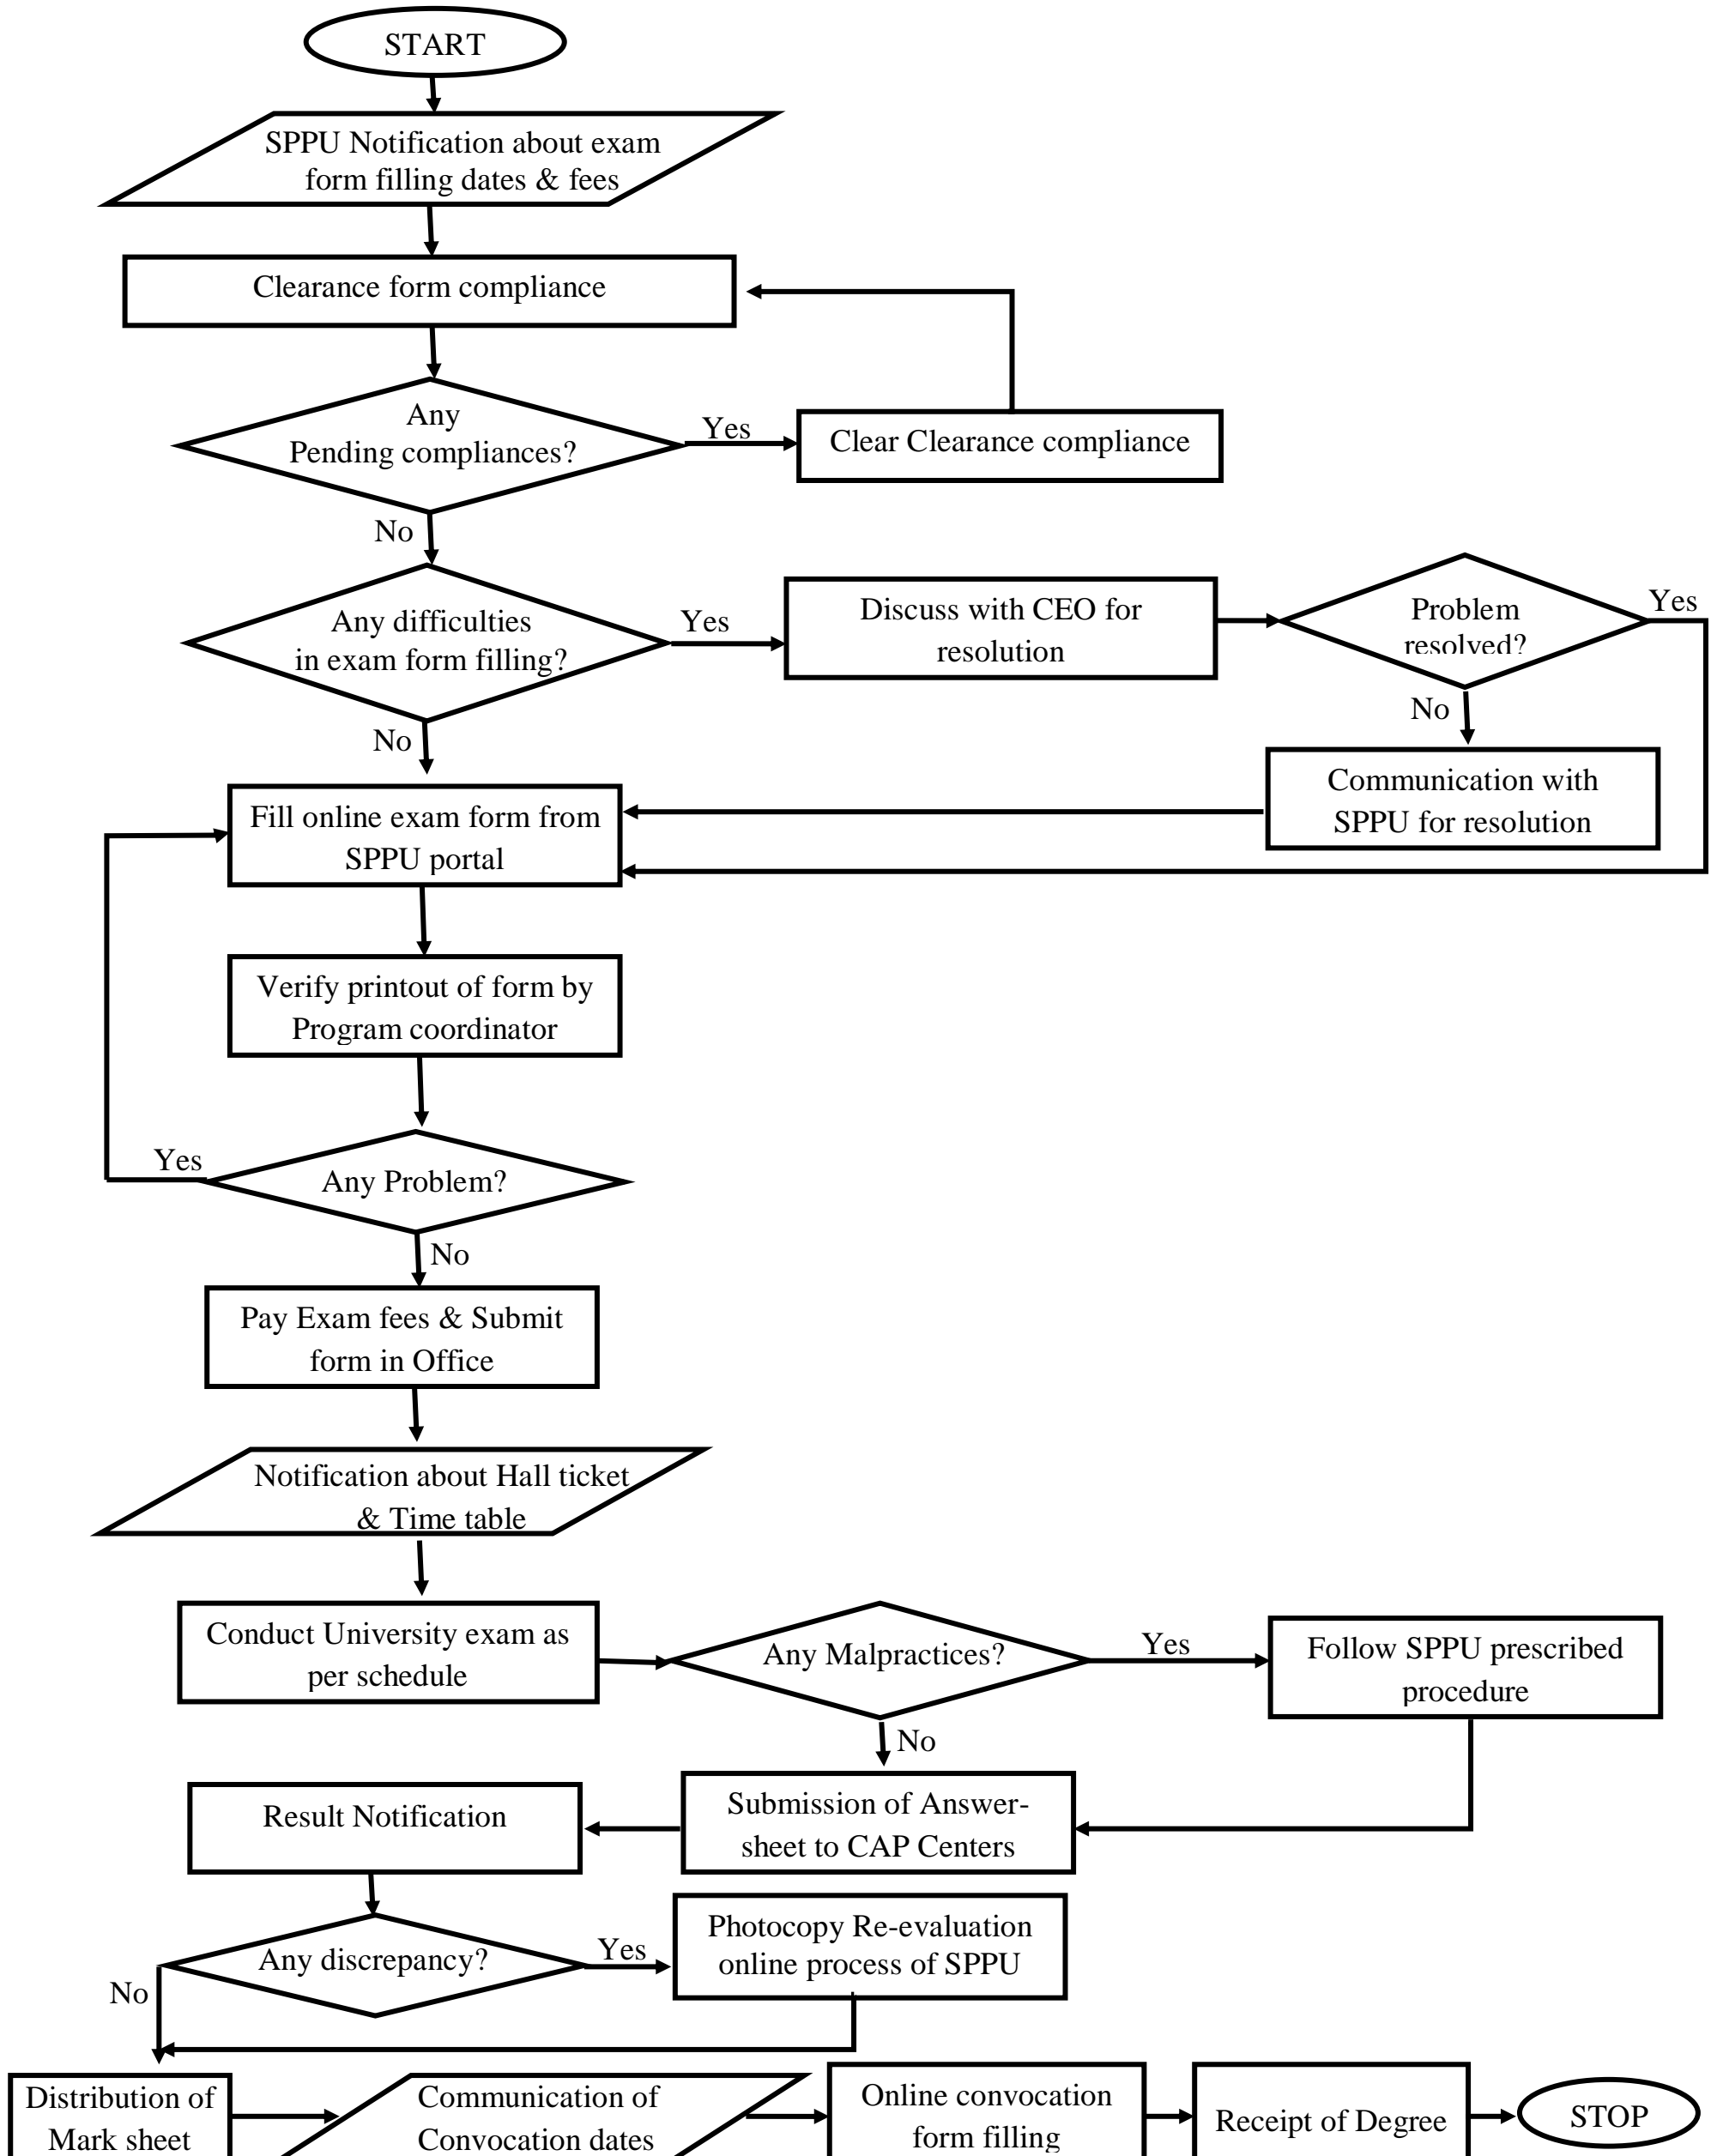 START
SPPU Notification about exam
form filling dates & fees
Clearance form compliance
Any
Pending compliances?
Yes
Clear Clearance compliance
No
Any difficulties
in exam form filling?
Yes
Discuss with CEO for
resolution
Problem
resolved?
Yes
No
No
Communication with
SPPU for resolution
Fill online exam form from
SPPU portal
Verify printout of form by
Program coordinator
Yes
Any Problem?
No
Pay Exam fees & Submit
form in Office
Notification about Hall ticket
& Time table
Conduct University exam as
per schedule
Any Malpractices?
Yes
Follow SPPU prescribed
procedure
No
Submission of Answer-
sheet to CAP Centers
Result Notification
Any discrepancy?
Yes
Photocopy Re-evaluation
online process of SPPU
No
Distribution of
Mark sheet
Communication of
Convocation dates
Online convocation
form filling
Receipt of Degree
STOP